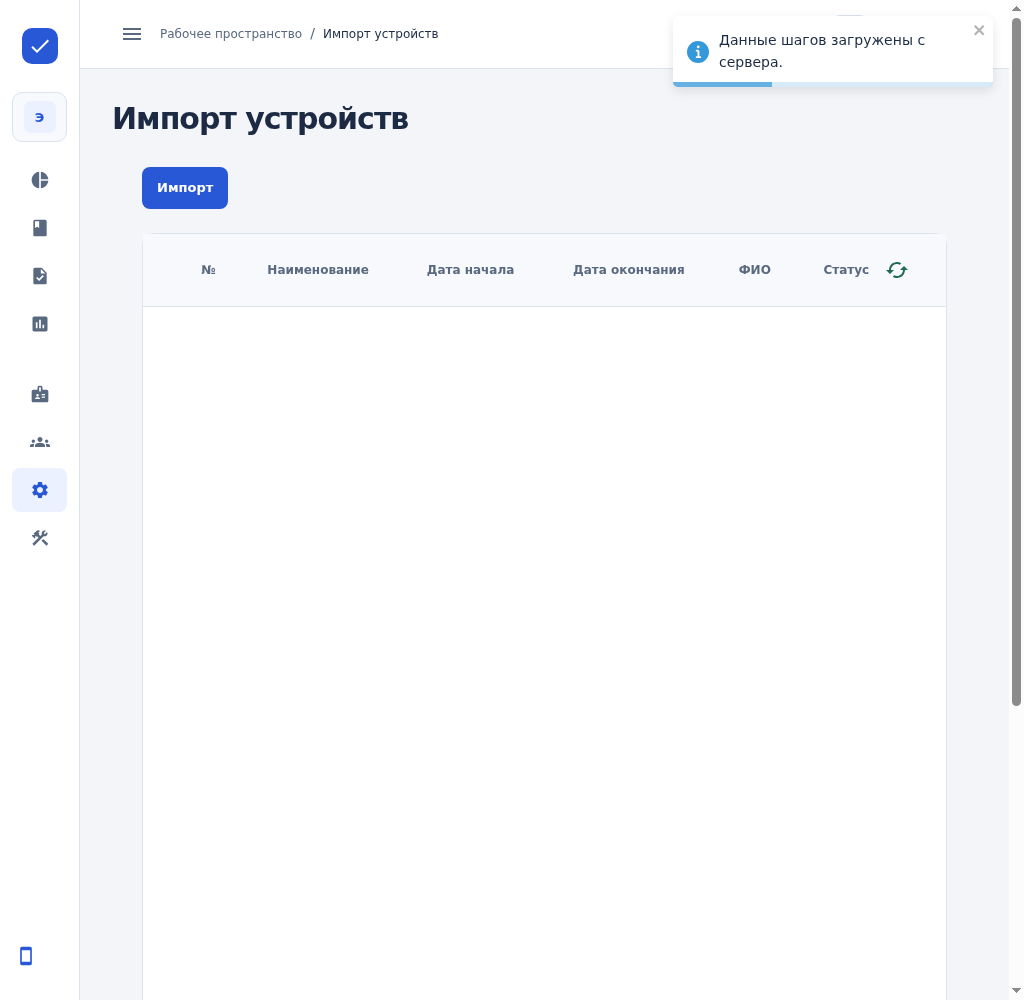 Рабочее пространство / Импорт устройств
Данные шагов загружены с
сервера.
Э
Импорт устройств
Импорт
№ Наименование Дата начала Дата окончания ФИО Статус